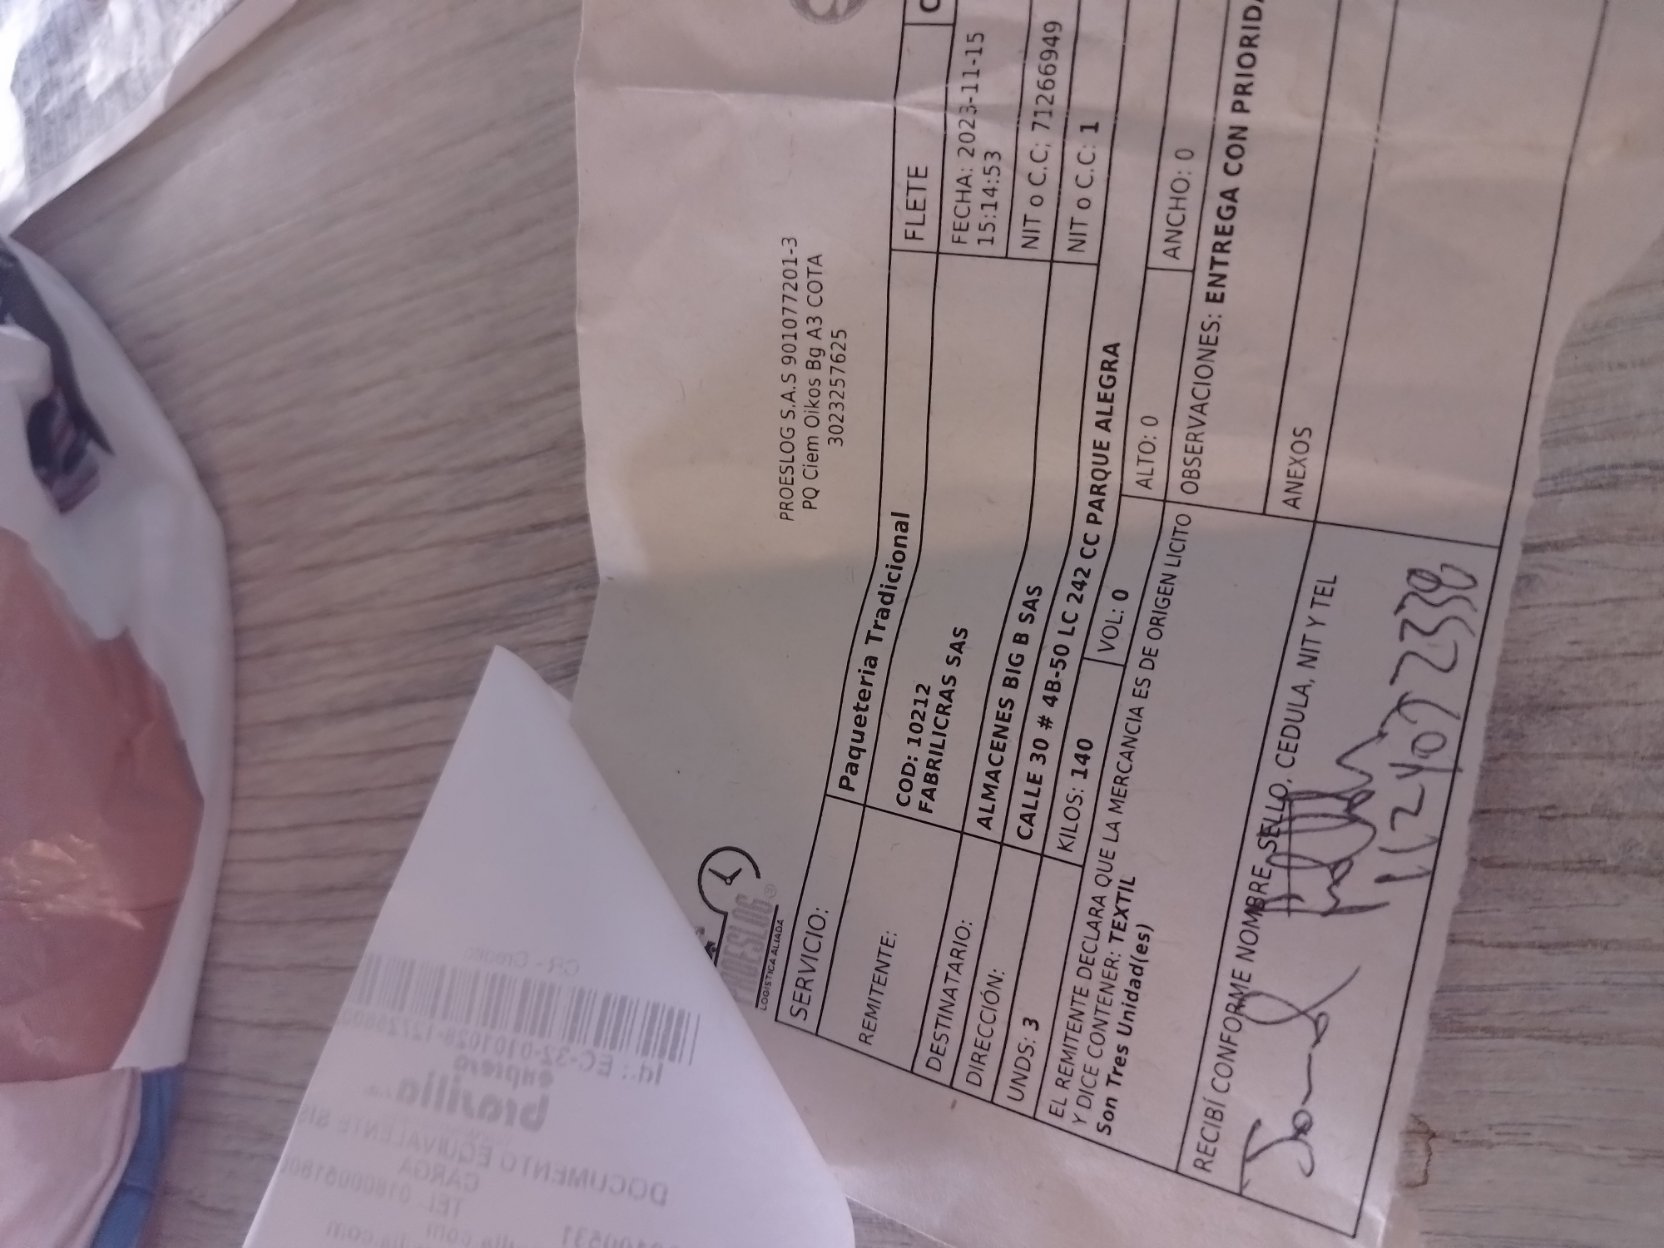 PROESLOG S.A.S 901077201-3
PQ Ciem Oikos Bg A3 COTA
3023257625
LOGISTICA ALIADA
SERVICIO: Paqueteria Tradicional FLETE
REMITENTE: COD: 10212
FABRILICRAS SAS
FECHA: 2023-11-15
15:14:53
DESTINATARIO: ALMACENES BIG B SAS NIT o C.C: 71266949
DIRECCIÓN: CALLE 30 # 4B-50 LC 242 CC PARQUE ALEGRA NIT o C.C: 1
UNDS: 3 KILOS: 140 VOL: 0 ALTO: 0 ANCHO: 0
EL REMITENTE DECLARA QUE LA MERCANCIA ES DE ORIGEN LICITO
Y DICE CONTENER: TEXTIL
Son Tres Unidad(es)
OBSERVACIONES: ENTREGA CON
RECIBÍ CONFORME NOMBRE, SELLO, CEDULA, NIT Y TEL
ANEXOS
expreso
brasilia
DOCUMENTO EQUIVALENTE
CARGA